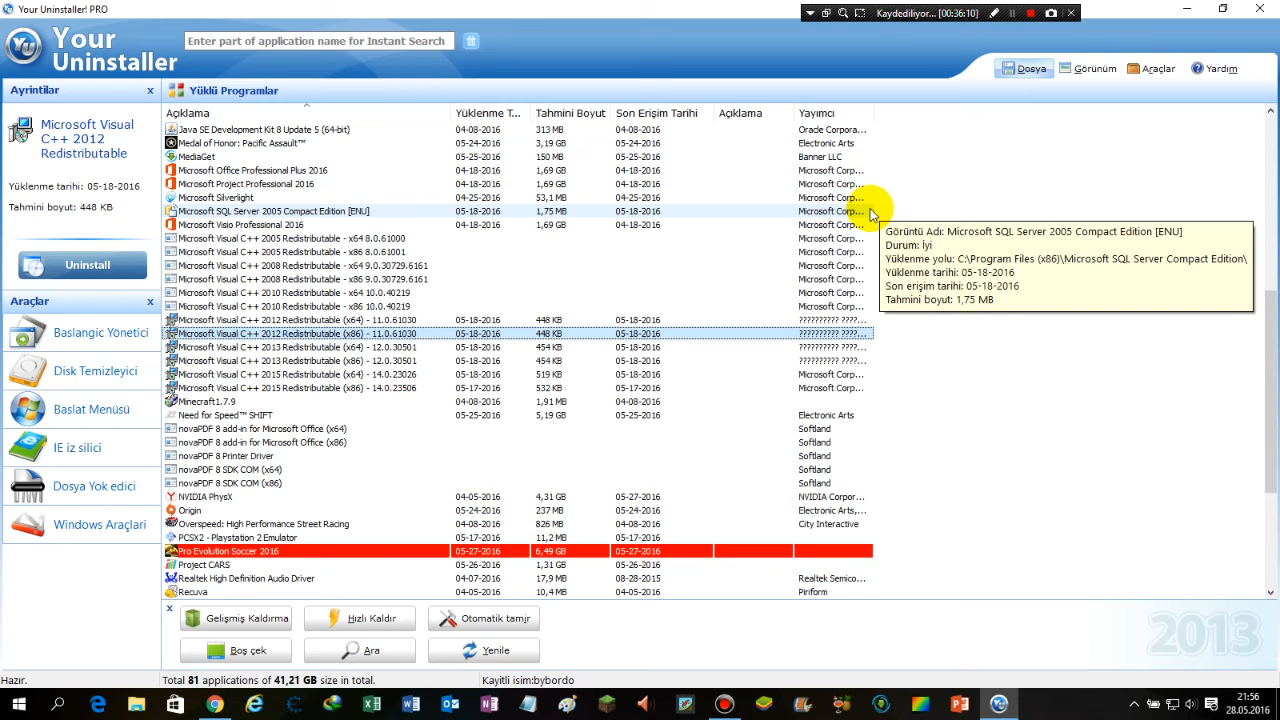 Your Uninstaller! PRO
Kaydediliyor... [00:36:10]
Your
Uninstaller
Enter part of application name for Instant Search
Dosya Görünüm Araçlar Yardım
Ayrintilar x
Yüklü Programlar
Microsoft Visual
C++ 2012
Redistributable
Yüklenme tarihi: 05-18-2016
Tahmini boyut: 448 KB
Uninstall
Araçlar x
Baslangic Yönetici
Disk Temizleyici
Baslat Menüsü
IE iz silici
Dosya Yok edici
Windows Araçlari
Açıklama Yüklenme T... Tahmini Boyut Son Erişim Tarihi Açıklama Yayımcı
Java SE Development Kit 8 Update 5 (64-bit) 04-08-2016 313 MB 04-08-2016 Oracle Corpora...
Medal of Honor: Pacific Assault™ 05-24-2016 3,19 GB 05-24-2016 Electronic Arts
MediaGet 05-25-2016 150 MB 05-25-2016 Banner LLC
Microsoft Office Professional Plus 2016 04-18-2016 1,69 GB 04-18-2016 Microsoft Corp...
Microsoft Project Professional 2016 04-18-2016 1,69 GB 04-18-2016 Microsoft Corp...
Microsoft Silverlight 04-25-2016 53,1 MB 04-25-2016 Microsoft Corp...
Microsoft SQL Server 2005 Compact Edition [ENU] 05-18-2016 1,75 MB 05-18-2016 Microsoft Corp...
Microsoft Visio Professional 2016 04-18-2016 1,69 GB 04-18-2016 Microsoft Corp...
Microsoft Visual C++ 2005 Redistributable - x64 8.0.61000 Microsoft Corp...
Microsoft Visual C++ 2005 Redistributable - x86 8.0.61001 Microsoft Corp...
Microsoft Visual C++ 2008 Redistributable - x64 9.0.30729.6161 Microsoft Corp...
Microsoft Visual C++ 2008 Redistributable - x86 9.0.30729.6161 Microsoft Corp...
Microsoft Visual C++ 2010 Redistributable - x64 10.0.40219 Microsoft Corp...
Microsoft Visual C++ 2010 Redistributable - x86 10.0.40219 Microsoft Corp...
Microsoft Visual C++ 2012 Redistributable (x64) - 11.0.61030 05-18-2016 448 KB 05-18-2016 ?????????? ????...
Microsoft Visual C++ 2012 Redistributable (x86) - 11.0.61030 05-18-2016 448 KB 05-18-2016 ?????????? ????...
Microsoft Visual C++ 2013 Redistributable (x64) - 12.0.30501 05-18-2016 454 KB 05-18-2016 ?????????? ????...
Microsoft Visual C++ 2013 Redistributable (x86) - 12.0.30501 05-18-2016 454 KB 05-18-2016 ?????????? ????...
Microsoft Visual C++ 2015 Redistributable (x64) - 14.0.23026 05-18-2016 519 KB 05-18-2016 Microsoft Corp...
Microsoft Visual C++ 2015 Redistributable (x86) - 14.0.23506 05-17-2016 532 KB 05-17-2016 Microsoft Corp...
Minecraft1.7.9 04-08-2016 1,91 MB 04-08-2016
Need for Speed™ SHIFT 05-25-2016 5,19 GB 05-25-2016 Electronic Arts
novaPDF 8 add-in for Microsoft Office (x64) Softland
novaPDF 8 add-in for Microsoft Office (x86) Softland
novaPDF 8 Printer Driver Softland
novaPDF 8 SDK COM (x64) Softland
novaPDF 8 SDK COM (x86) Softland
NVIDIA PhysX 04-05-2016 4,31 GB 05-27-2016 NVIDIA Corpor...
Origin 05-24-2016 237 MB 05-24-2016 Electronic Arts,...
Overspeed: High Performance Street Racing 04-08-2016 826 MB 04-08-2016 City Interactive
PCSX2 - Playstation 2 Emulator 05-17-2016 11,2 MB 05-17-2016
Pro Evolution Soccer 2016 05-27-2016 6,49 GB 05-27-2016
Project CARS 05-26-2016 1,31 GB 05-26-2016
Realtek High Definition Audio Driver 04-07-2016 17,9 MB 08-28-2015 Realtek Semico...
Recuva 04-05-2016 10,4 MB 04-05-2016 Piriform
Görüntü Adı: Microsoft SQL Server 2005 Compact Edition [ENU]
Durum: İyi
Yüklenme yolu: C:\Program Files (x86)\Microsoft SQL Server Compact Edition\
Yüklenme tarihi: 05-18-2016
Son erişim tarihi: 05-18-2016
Tahmini boyut: 1,75 MB
x
Gelişmiş Kaldırma Hızlı Kaldır Otomatik tamir
Boş çek Ara Yenile
2013
Hazır. Total 81 applications of 41,21 GB size in total. Kayitli isim:bybordo
21:56
28.05.2016